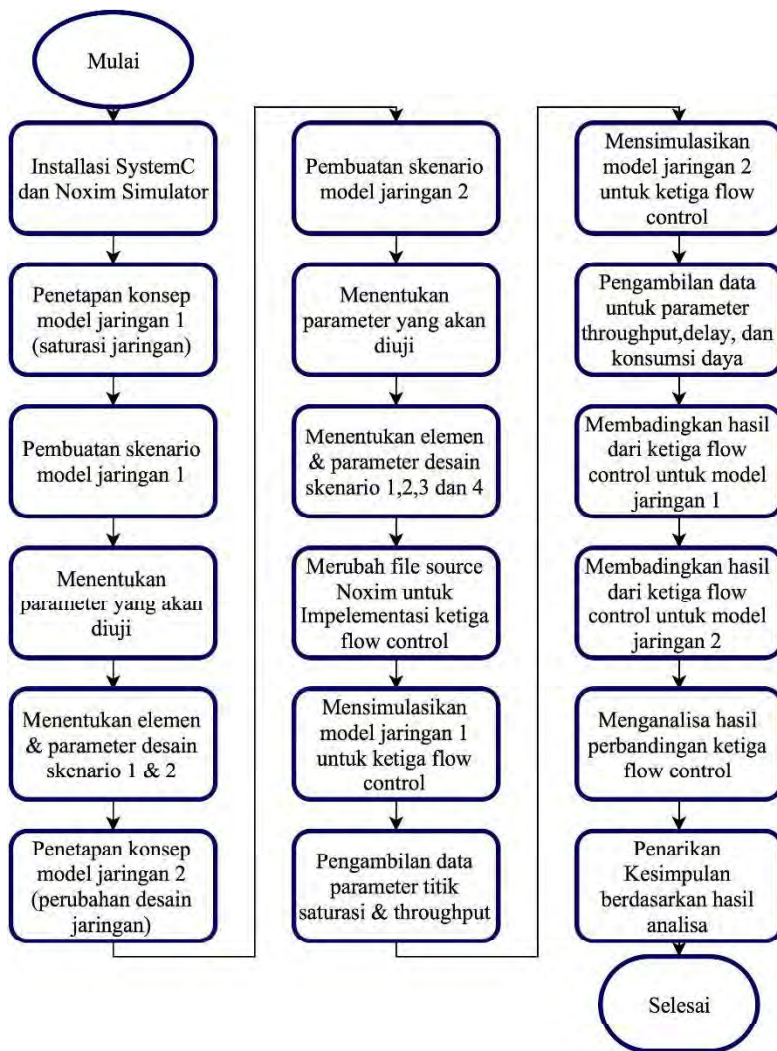 Mulai
Installasi SystemC
dan Noxim Simulator
Penetapan konsep
model jaringan 1
(saturasi jaringan)
Pembuatan skenario
model jaringan 1
Menentukan
parameter yang akan
diuji
Menentukan elemen
& parameter desain
skenario 1 & 2
Penetapan konsep
model jaringan 2
(perubahan desain
jaringan)
Pembuatan skenario
model jaringan 2
Menentukan
parameter yang akan
diuji
Menentukan elemen
& parameter desain
skenario 1,2,3 dan 4
Merubah file source
Noxim untuk
Impelementasi ketiga
flow control
Mensimulasikan
model jaringan 1
untuk ketiga flow
control
Pengambilan data
parameter titik
saturasi & throughput
Mensimulasikan
model jaringan 2
untuk ketiga flow
control
Pengambilan data
untuk parameter
throughput,delay, dan
konsumsi daya
Membadingkan hasil
dari ketiga flow
control untuk model
jaringan 1
Membadingkan hasil
dari ketiga flow
control untuk model
jaringan 2
Menganalisa hasil
perbandingan ketiga
flow control
Penarikan
Kesimpulan
berdasarkan hasil
analisa
Selesai